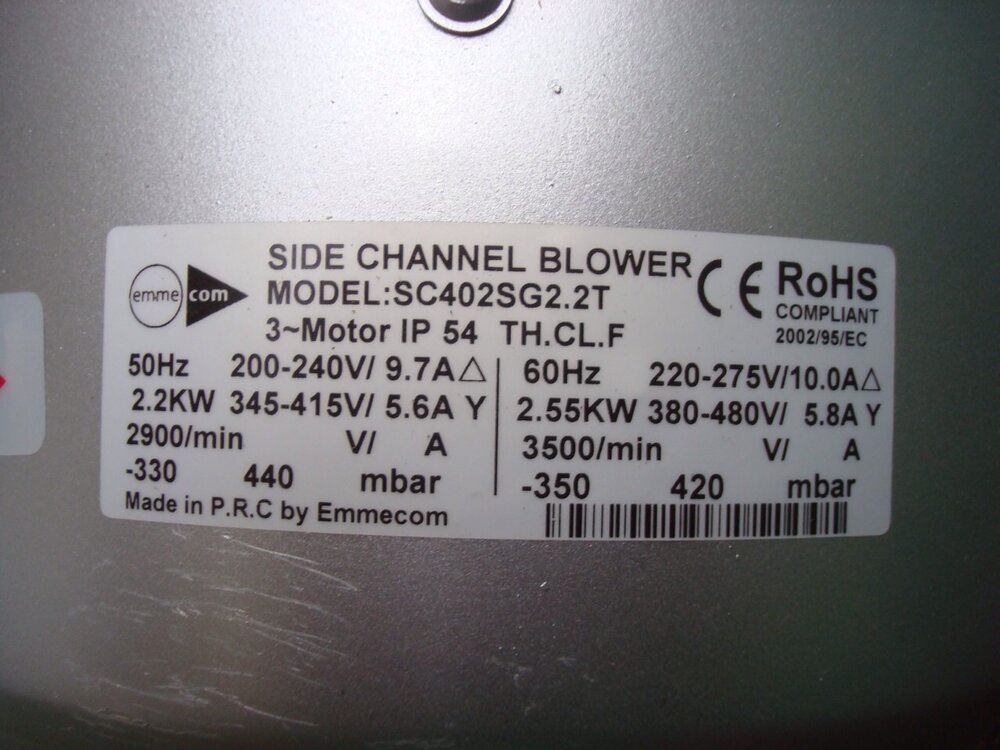 emme com
SIDE CHANNEL BLOWER
MODEL:SC402SG2.2T
3~Motor IP 54 TH.CL.F
CE RoHS
COMPLIANT
2002/95/EC
50Hz 200-240V/ 9.7A△
2.2KW 345-415V/ 5.6A Y
2900/min V/ A
-330 440 mbar
Made in P.R.C by Emmecom
60Hz 220-275V/10.0A△
2.55KW 380-480V/ 5.8A Y
3500/min V/ A
-350 420 mbar